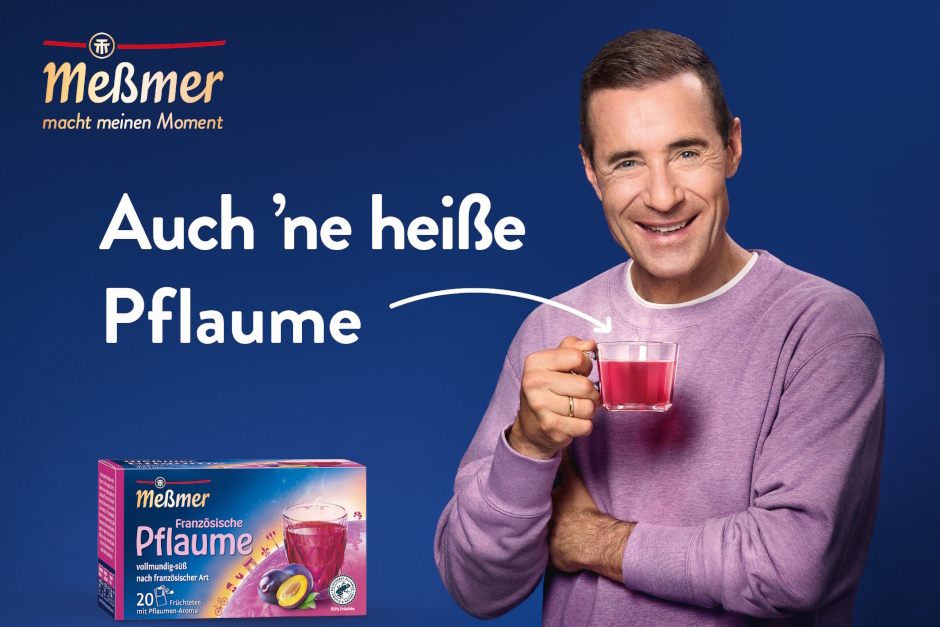 Meßmer
macht meinen Moment
Auch ’ne heiße
Pflaume
Meßmer
Französische
Pflaume
vollmundig-süß
nach französischer Art
20 Früchtetee
mit Pflaumen-Aroma